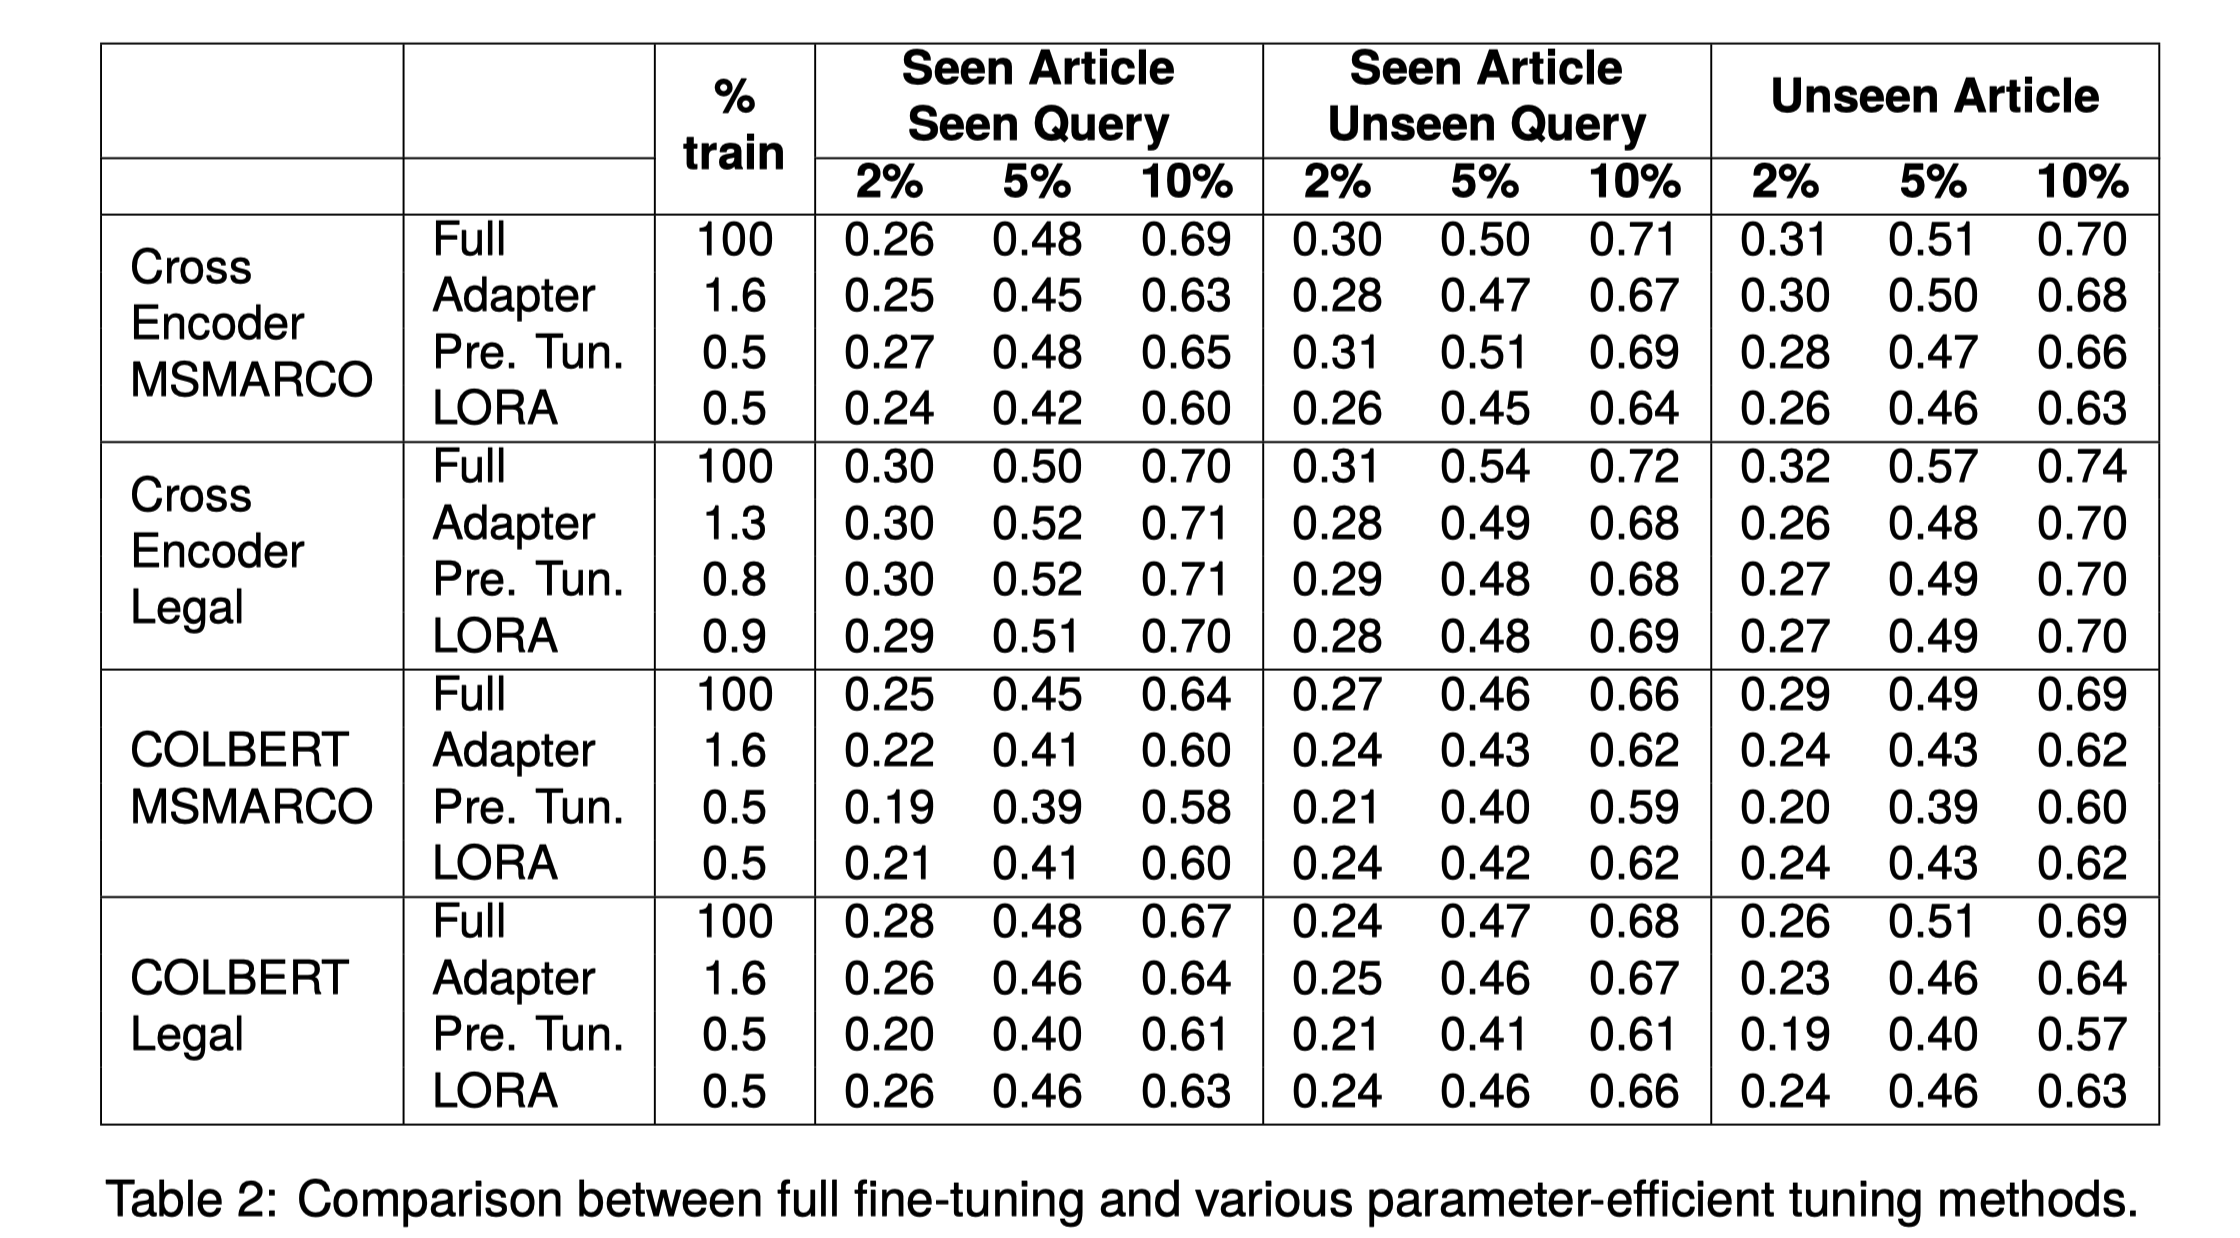 % train | Seen Article Seen Query | Seen Article Unseen Query | Unseen Article
2% 5% 10% | 2% 5% 10% | 2% 5% 10%
Cross Encoder MSMARCO
Full 100 0.26 0.48 0.69 0.30 0.50 0.71 0.31 0.51 0.70
Adapter 1.6 0.25 0.45 0.63 0.28 0.47 0.67 0.30 0.50 0.68
Pre. Tun. 0.5 0.27 0.48 0.65 0.31 0.51 0.69 0.28 0.47 0.66
LORA 0.5 0.24 0.42 0.60 0.26 0.45 0.64 0.26 0.46 0.63
Cross Encoder Legal
Full 100 0.30 0.50 0.70 0.31 0.54 0.72 0.32 0.57 0.74
Adapter 1.3 0.30 0.52 0.71 0.28 0.49 0.68 0.26 0.48 0.70
Pre. Tun. 0.8 0.30 0.52 0.71 0.29 0.48 0.68 0.27 0.49 0.70
LORA 0.9 0.29 0.51 0.70 0.28 0.48 0.69 0.27 0.49 0.70
COLBERT MSMARCO
Full 100 0.25 0.45 0.64 0.27 0.46 0.66 0.29 0.49 0.69
Adapter 1.6 0.22 0.41 0.60 0.24 0.43 0.62 0.24 0.43 0.62
Pre. Tun. 0.5 0.19 0.39 0.58 0.21 0.40 0.59 0.20 0.39 0.60
LORA 0.5 0.21 0.41 0.60 0.24 0.42 0.62 0.24 0.43 0.62
COLBERT Legal
Full 100 0.28 0.48 0.67 0.24 0.47 0.68 0.26 0.51 0.69
Adapter 1.6 0.26 0.46 0.64 0.25 0.46 0.67 0.23 0.46 0.64
Pre. Tun. 0.5 0.20 0.40 0.61 0.21 0.41 0.61 0.19 0.40 0.57
LORA 0.5 0.26 0.46 0.63 0.24 0.46 0.66 0.24 0.46 0.63
Table 2: Comparison between full fine-tuning and various parameter-efficient tuning methods.